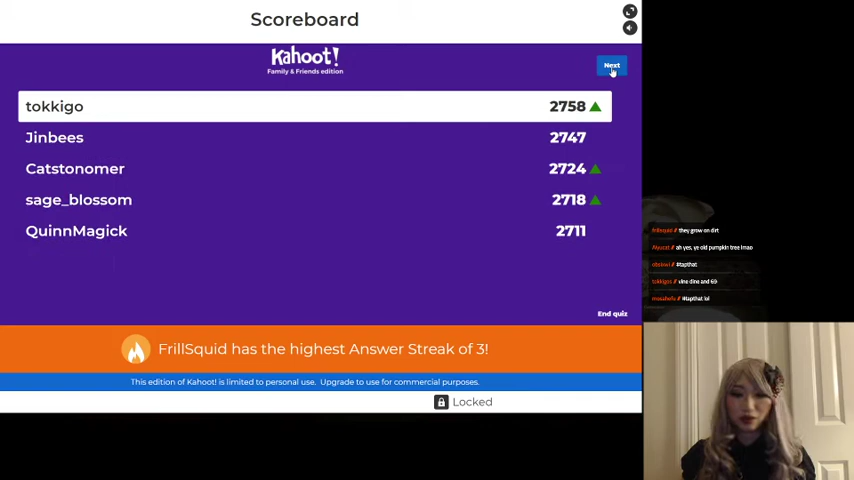 Scoreboard
Kahoot!
Family & Friends edition
Next
tokkigo 2758
Jinbees 2747
Catstonomer 2724
sage_blossom 2718
QuinnMagick 2711
End quiz
FrillSquid has the highest Answer Streak of 3!
This edition of Kahoot! is limited to personal use. Upgrade to use for commercial purposes.
Locked
frillsquid // they grow on dirt
// ah yes, ye old pumpkin tree lmao
// #tapthat
// vine dine and 69
// #tapthat lol